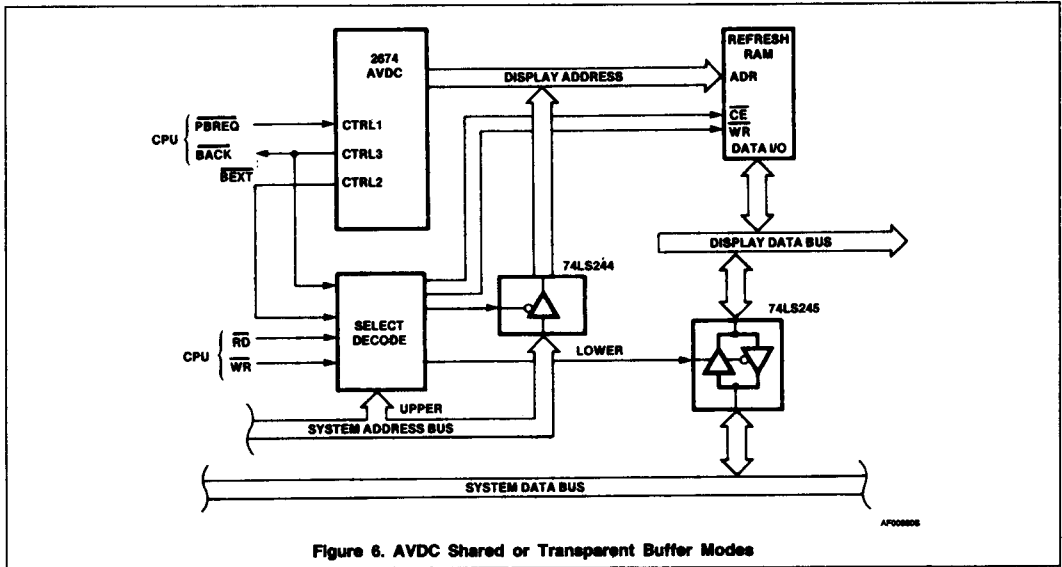 2674
AVDC
DISPLAY ADDRESS
REFRESH
RAM
ADR
CE
WR
DATA I/O
CPU
PBREQ
BACK
BEXT
CTRL1
CTRL3
CTRL2
DISPLAY DATA BUS
74LS244
74LS245
SELECT
DECODE
CPU
RD
WR
LOWER
UPPER
SYSTEM ADDRESS BUS
SYSTEM DATA BUS
Figure 6. AVDC Shared or Transparent Buffer Modes